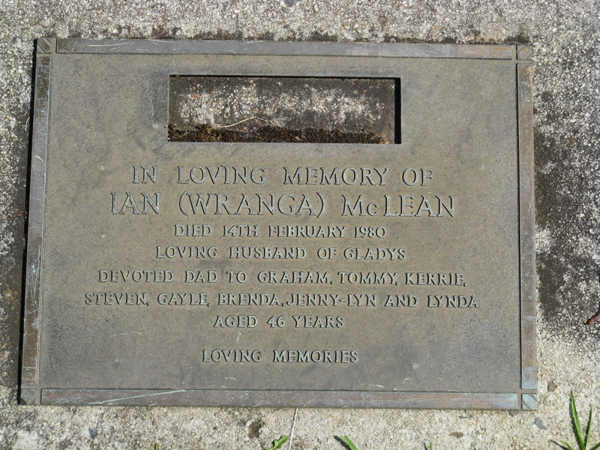 IN LOVING MEMORY OF
IAN (WRANGA) McLEAN
DIED 14TH FEBRUARY 1980
LOVING HUSBAND OF GLADYS
DEVOTED DAD TO GRAHAM, TOMMY, KERRIE,
STEVEN, GAYLE, BRENDA, JENNY-LYN AND LYNDA
AGED 46 YEARS
LOVING MEMORIES